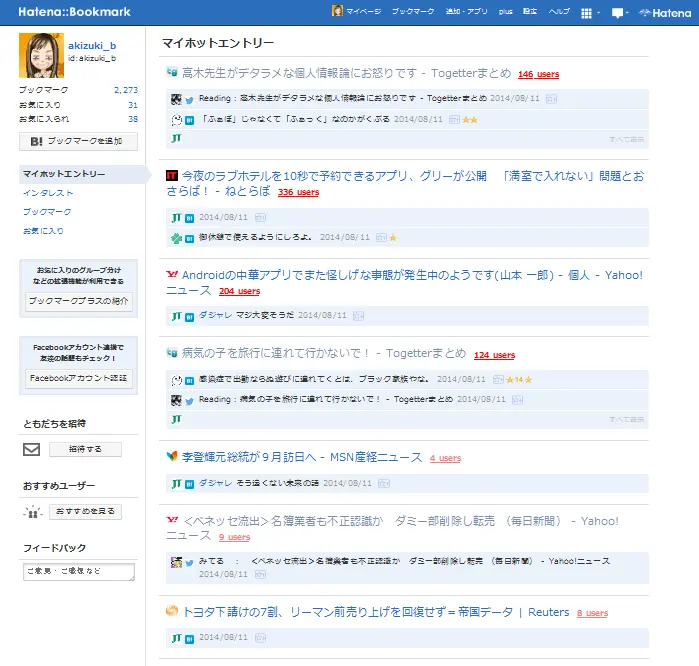 Hatena::Bookmark
マイページ ブックマーク 追加・アプリ plus 設定 ヘルプ Hatena
akizuki_b
id:akizuki_b
ブックマーク 2,273
お気に入り 31
お気に入られ 38
B! ブックマークを追加
マイホットエントリー
インタレスト
ブックマーク
お気に入り
お気に入りのグループ分け
などの拡張機能が利用できる
ブックマークプラスの紹介
Facebookアカウント連携で
友達の話題もチェック！
Facebookアカウント認証
ともだちを招待
招待する
おすすめユーザー
おすすめを見る
フィードバック
ご意見・ご感想など
マイホットエントリー
高木先生がデタラメな個人情報論にお怒りです - Togetterまとめ 146 users
Reading : 高木先生がデタラメな個人情報論にお怒りです - Togetterまとめ 2014/08/11
「ふぁぼ」じゃなくて「ふぁっく」なのかがくぶる 2014/08/11
JT すべて表示
IT 今夜のラブホテルを10秒で予約できるアプリ、グリーが公開 「満室で入れない」問題とお
さらば！ - ねとらぼ 336 users
JT B! 2014/08/11
B! 御休憩で使えるようにしろよ。 2014/08/11
Y! Androidの中華アプリでまた怪しげな事態が発生中のようです(山本 一郎) - 個人 - Yahoo!
ニュース 204 users
JT B! ダジャレ マジ大変そうだ 2014/08/11
病気の子を旅行に連れて行かないで！ - Togetterまとめ 124 users
B! 感染症で出勤ならぬ遊びに連れてくとは、ブラック家族やな。 2014/08/11 14
Reading : 病気の子を旅行に連れて行かないで！ - Togetterまとめ 2014/08/11
JT すべて表示
李登輝元総統が９月訪日へ - MSN産経ニュース 4 users
JT B! ダジャレ そう遠くない未来の話 2014/08/11
Y! ＜ベネッセ流出＞名簿業者も不正認識か ダミー部削除し転売 （毎日新聞） - Yahoo!
ニュース 9 users
みてる ： ＜ベネッセ流出＞名簿業者も不正認識か ダミー部削除し転売 （毎日新聞） - Yahoo!ニュース
2014/08/11
トヨタ下請けの7割、リーマン前売り上げを回復せず＝帝国データ | Reuters 8 users
JT B! 2014/08/11